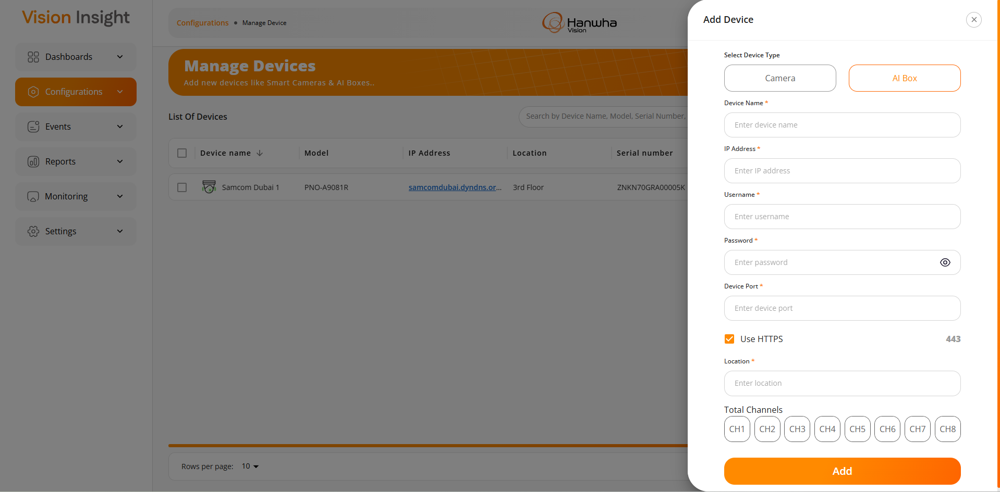 Vision Insight
Dashboards
Configurations
Events
Reports
Monitoring
Settings
Configurations • Manage Device
Hanwha
Vision
Manage Devices
Add new devices like Smart Cameras & AI Boxes..
List Of Devices
Search by Device Name, Model, Serial Number,
Device name Model IP Address Location Serial number
Samcom Dubai 1 PNO-A9081R samcomdubai.dyndns.or... 3rd Floor ZNKN70GRA00005K
Rows per page: 10
Add Device
Select Device Type
Camera AI Box
Device Name *
Enter device name
IP Address *
Enter IP address
Username *
Enter username
Password *
Enter password
Device Port *
Enter device port
Use HTTPS 443
Location *
Enter location
Total Channels
CH1 CH2 CH3 CH4 CH5 CH6 CH7 CH8
Add